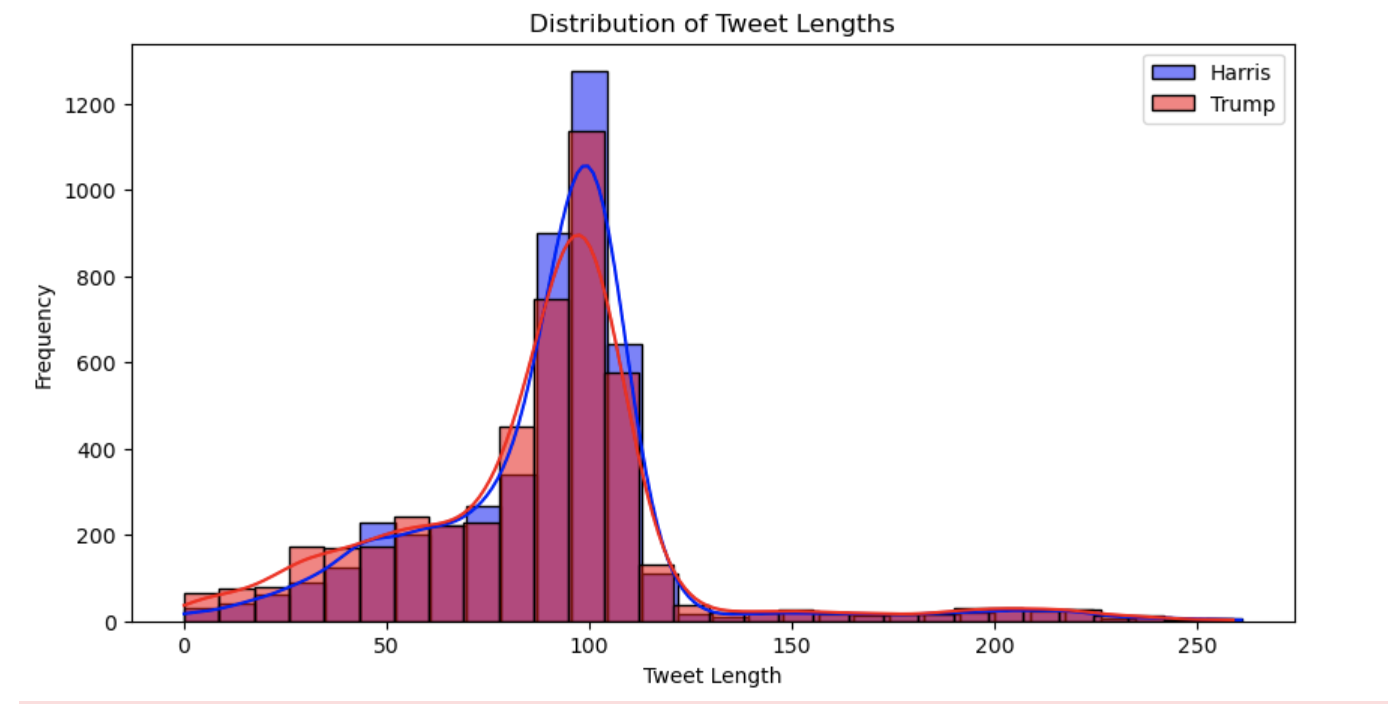 Distribution of Tweet Lengths
Harris
Trump
1200
1000
800
600
400
200
0
Frequency
0 50 100 150 200 250
Tweet Length